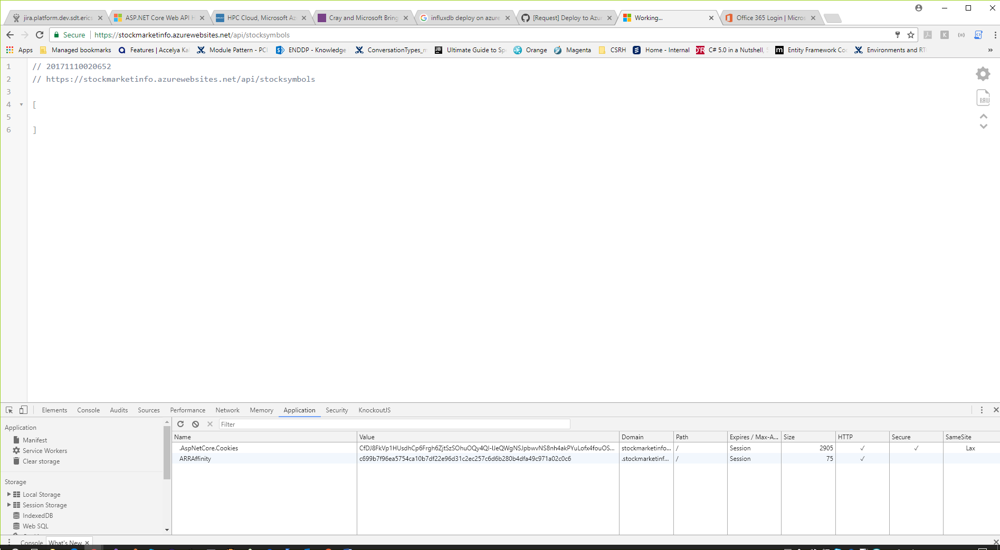 jira.platform.dev.sdt.erics
ASP.NET Core Web API H
HPC Cloud, Microsoft Az
Cray and Microsoft Bring
influxdb deploy on azure
[Request] Deploy to Azur
Working...
Office 365 Login | Micros
Secure
https://stockmarketinfo.azurewebsites.net/api/stocksymbols
Apps
Managed bookmarks
Features | Accelya Ka
Module Pattern - PCI
ENDDP - Knowledge
ConversationTypes_m
Ultimate Guide to Sp
Orange
Magenta
CSRH
Home - Internal
C# 5.0 in a Nutshell,
Entity Framework Co
Environments and RT
»
1 // 20171110020652
2 // https://stockmarketinfo.azurewebsites.net/api/stocksymbols
3
4 [
5
6 ]
RAW
Elements Console Audits Sources Performance Network Memory Application Security KnockoutJS
Application
Manifest
Service Workers
Clear storage
Storage
Local Storage
Session Storage
IndexedDB
Web SQL
Filter
Name Value Domain Path Expires / Max-A... Size HTTP Secure SameSite
.AspNetCore.Cookies CfDJ8FkVp1HUsdhCp6Frgh6ZjtSzSOhuOQy4QI-IJeQWgNSJpbwvNS8nh4akPYuLofx4fouOS... stockmarketinfo... / Session 2905 ✓ ✓ Lax
ARRAffinity c699b7f96ea5754ca10b7df22e96d31c2ec257c6d6b280b4dfa49c971a02c0c6 .stockmarketinf... / Session 75 ✓
Console What's New